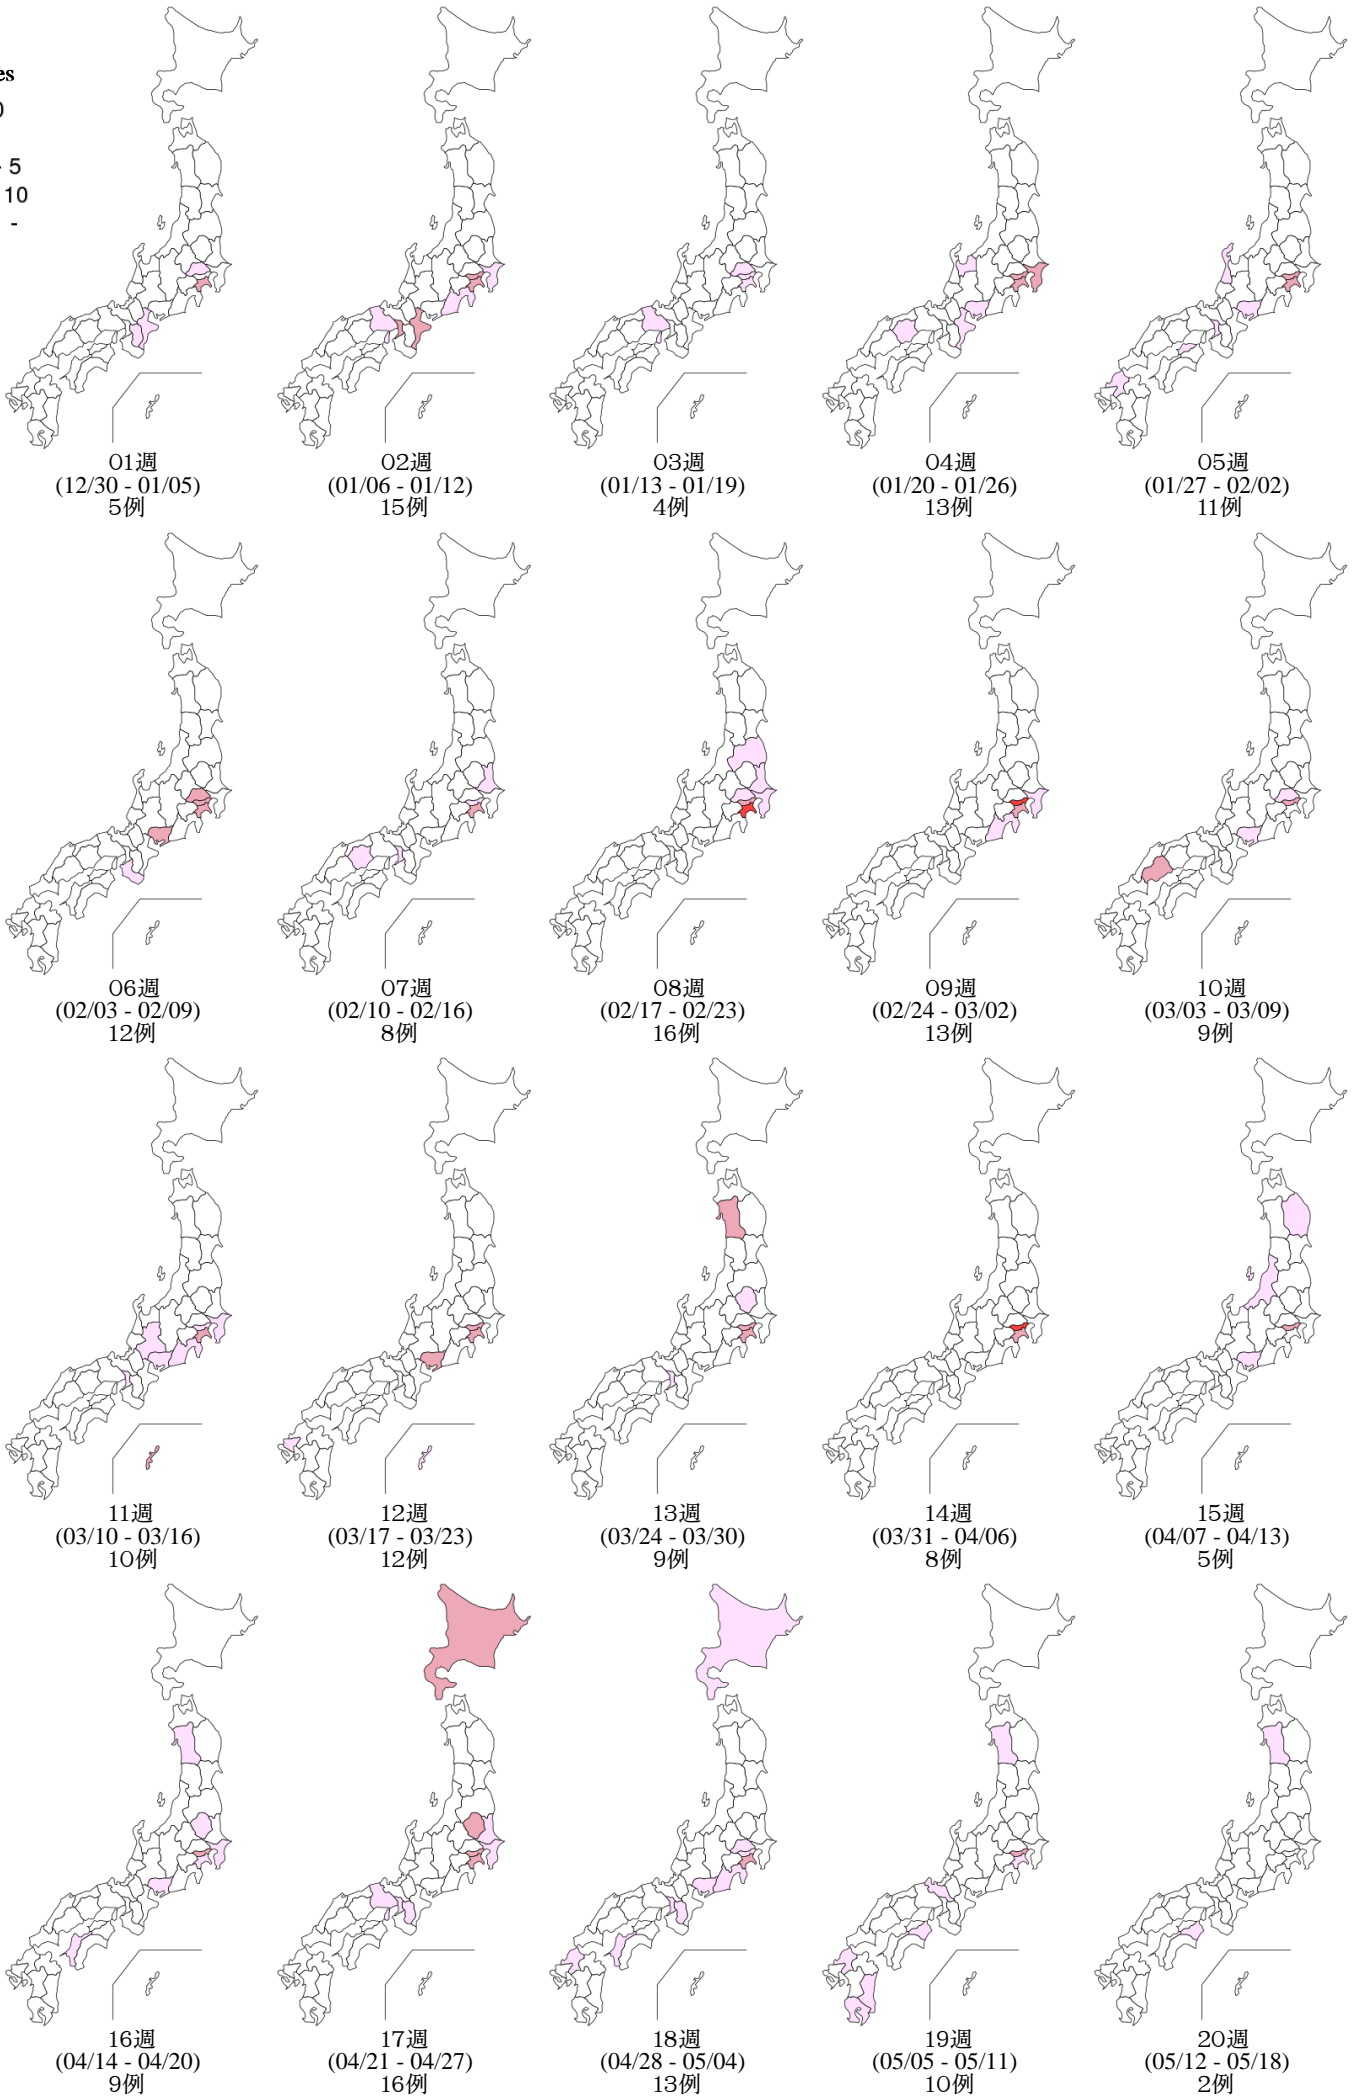 es
0
5
10
-
01週
(12/30 - 01/05)
5例
02週
(01/06 - 01/12)
15例
03週
(01/13 - 01/19)
4例
04週
(01/20 - 01/26)
13例
05週
(01/27 - 02/02)
11例
06週
(02/03 - 02/09)
12例
07週
(02/10 - 02/16)
8例
08週
(02/17 - 02/23)
16例
09週
(02/24 - 03/02)
13例
10週
(03/03 - 03/09)
9例
11週
(03/10 - 03/16)
10例
12週
(03/17 - 03/23)
12例
13週
(03/24 - 03/30)
9例
14週
(03/31 - 04/06)
8例
15週
(04/07 - 04/13)
5例
16週
(04/14 - 04/20)
9例
17週
(04/21 - 04/27)
16例
18週
(04/28 - 05/04)
13例
19週
(05/05 - 05/11)
10例
20週
(05/12 - 05/18)
2例